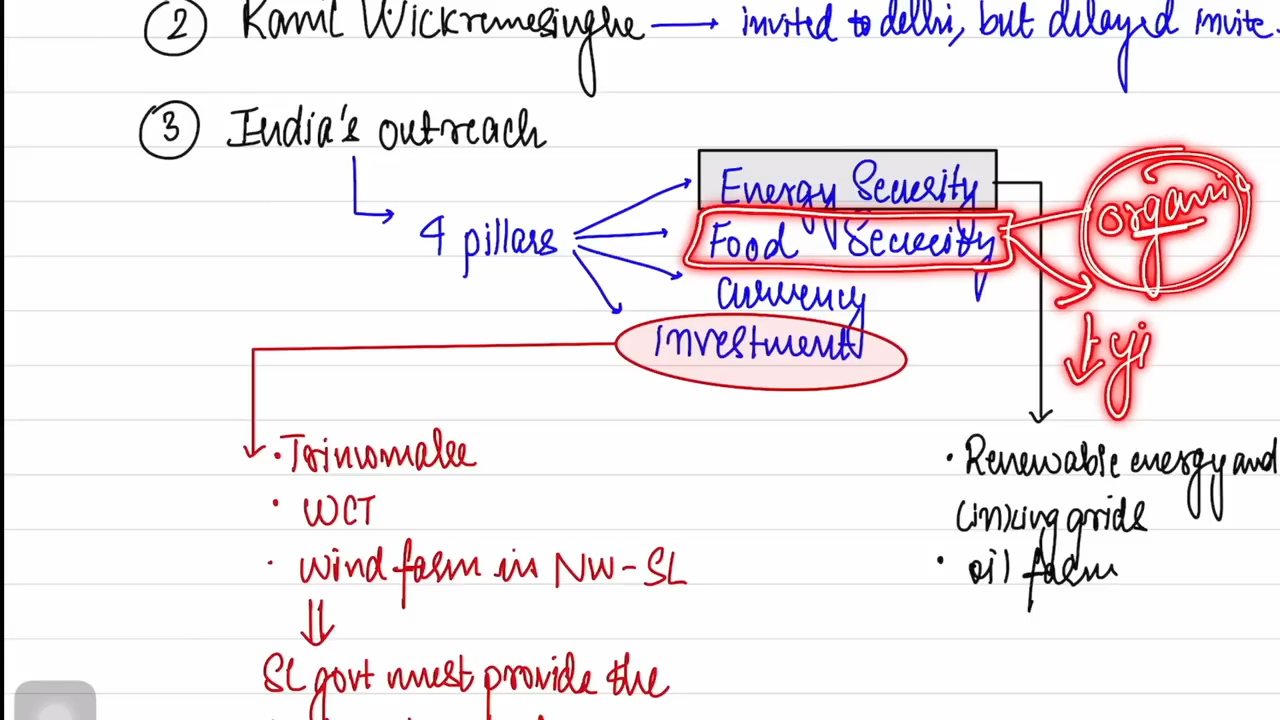 ② Ranil Wickremesinghe → invited to delhi, but delayed invite.
③ India's outreach
4 pillars
Energy Security
Food Security
currency
investment
organic
↓ yi
• Trincomalee
• WCT
• wind farm in NW-SL
⇓
SL govt must provide the
• Renewable energy and
linking grids
• oil farm